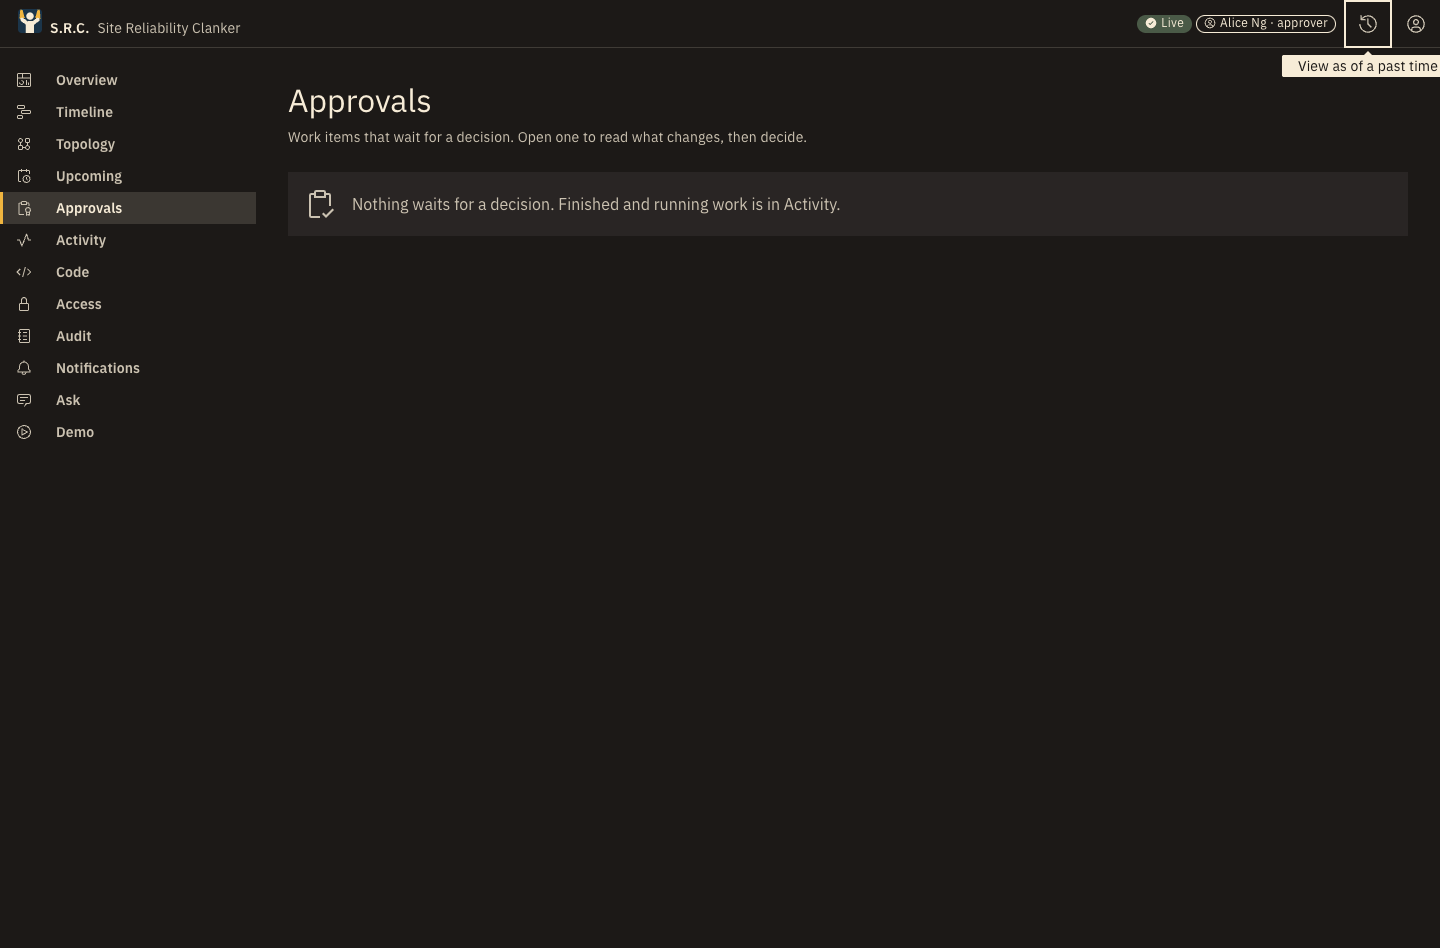 S.R.C. Site Reliability Clanker
Live
Alice Ng · approver
View as of a past time
Overview
Timeline
Topology
Upcoming
Approvals
Activity
Code
Access
Audit
Notifications
Ask
Demo
Approvals
Work items that wait for a decision. Open one to read what changes, then decide.
Nothing waits for a decision. Finished and running work is in Activity.